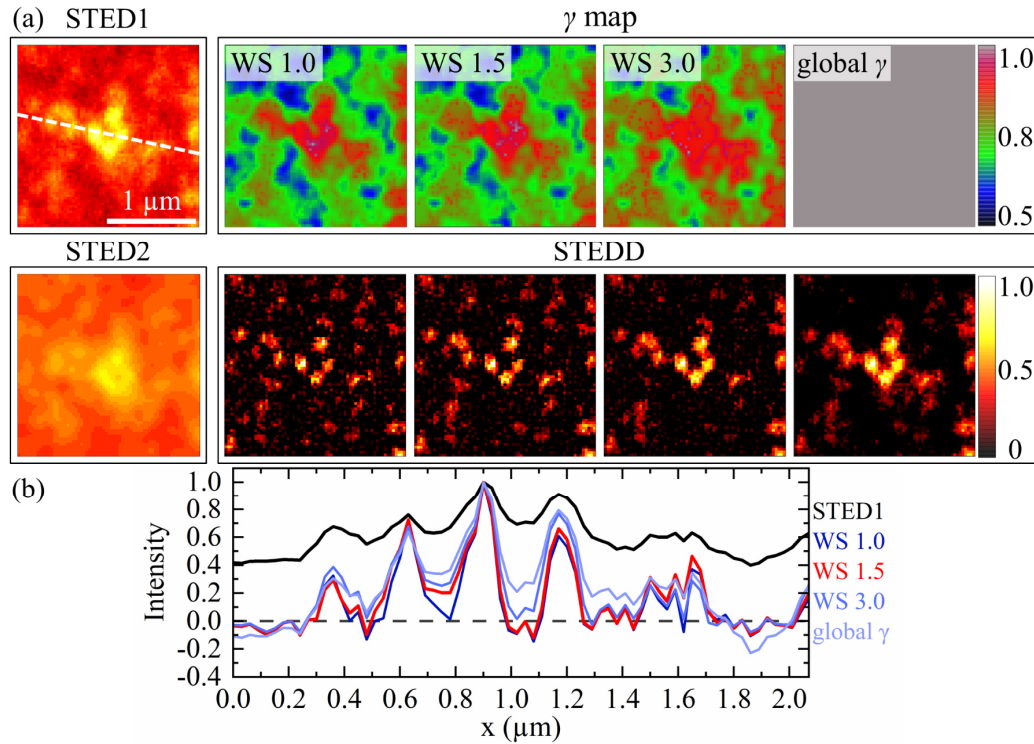 (a) STED1 γ map
WS 1.0 WS 1.5 WS 3.0 global γ 1.0
0.8
0.5
1 µm
STED2 STEDD
1.0
0.5
0
(b)
1.0
0.8
0.6
0.4
0.2
0.0
-0.2
-0.4
Intensity
STED1
WS 1.0
WS 1.5
WS 3.0
global γ
0.0 0.2 0.4 0.6 0.8 1.0 1.2 1.4 1.6 1.8 2.0
x (µm)